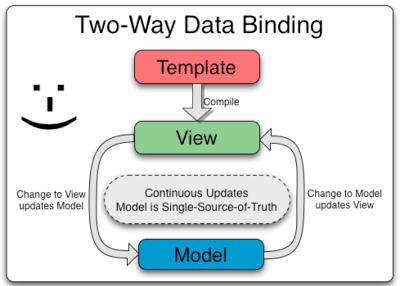 Two-Way Data Binding
Template
Compile
View
Change to View
updates Model
Continuous Updates
Model is Single-Source-of-Truth
Change to Model
updates View
Model